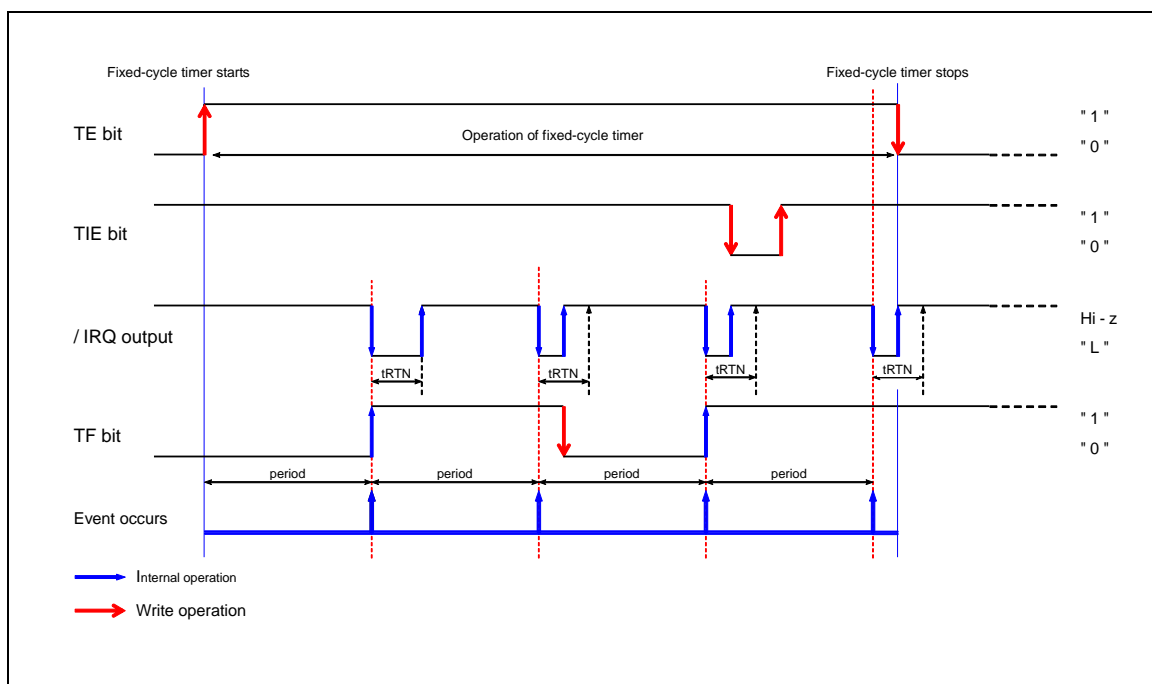 Fixed-cycle timer starts
Fixed-cycle timer stops
TE bit
" 1 "
Operation of fixed-cycle timer
" 0 "
TIE bit
" 1 "
" 0 "
/ IRQ output
Hi - z
" L "
tRTN
tRTN
tRTN
tRTN
TF bit
" 1 "
" 0 "
period
period
period
period
Event occurs
Internal operation
Write operation